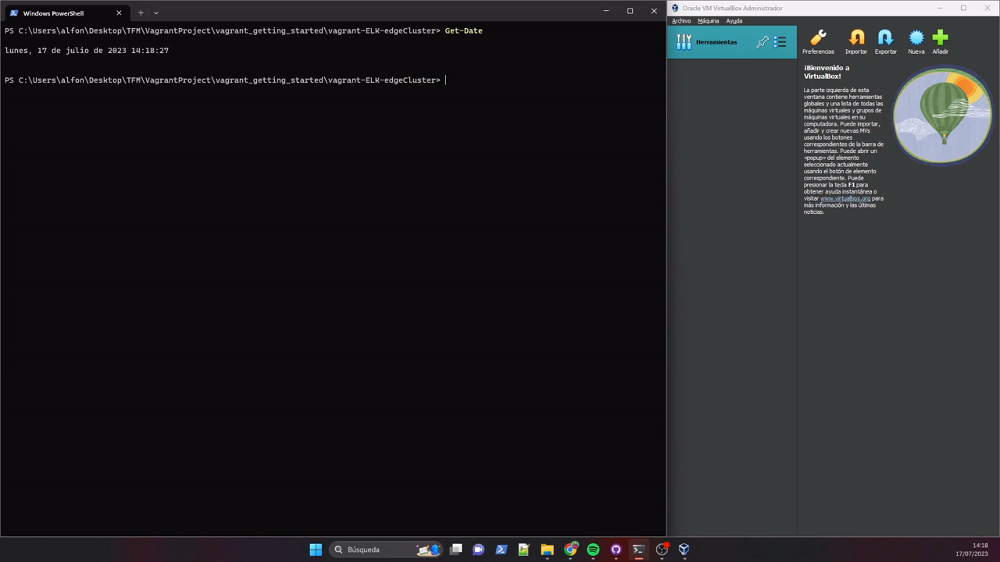 Windows PowerShell
PS C:\Users\alfon\Desktop\TFM\VagrantProject\vagrant_getting_started\vagrant-ELK-edgeCluster> Get-Date
lunes, 17 de julio de 2023 14:18:27
PS C:\Users\alfon\Desktop\TFM\VagrantProject\vagrant_getting_started\vagrant-ELK-edgeCluster>
Oracle VM VirtualBox Administrador
Archivo Máquina Ayuda
Herramientas
Preferencias Importar Exportar Nueva Añadir
¡Bienvenido a
VirtualBox!
La parte izquierda de esta
ventana contiene herramientas
globales y una lista de todas las
máquinas virtuales y grupos de
máquinas virtuales en su
computadora. Puede importar,
añadir y crear nuevas MVs
usando los botones
correspondientes de la barra de
herramientas. Puede abrir un
«popup» del elemento
seleccionado actualmente
usando el botón de elemento
correspondiente. Puede
presionar la tecla F1 para
obtener ayuda instantánea o
visitar www.virtualbox.org para
más información y las últimas
noticias.
Búsqueda
14:18
17/07/2023